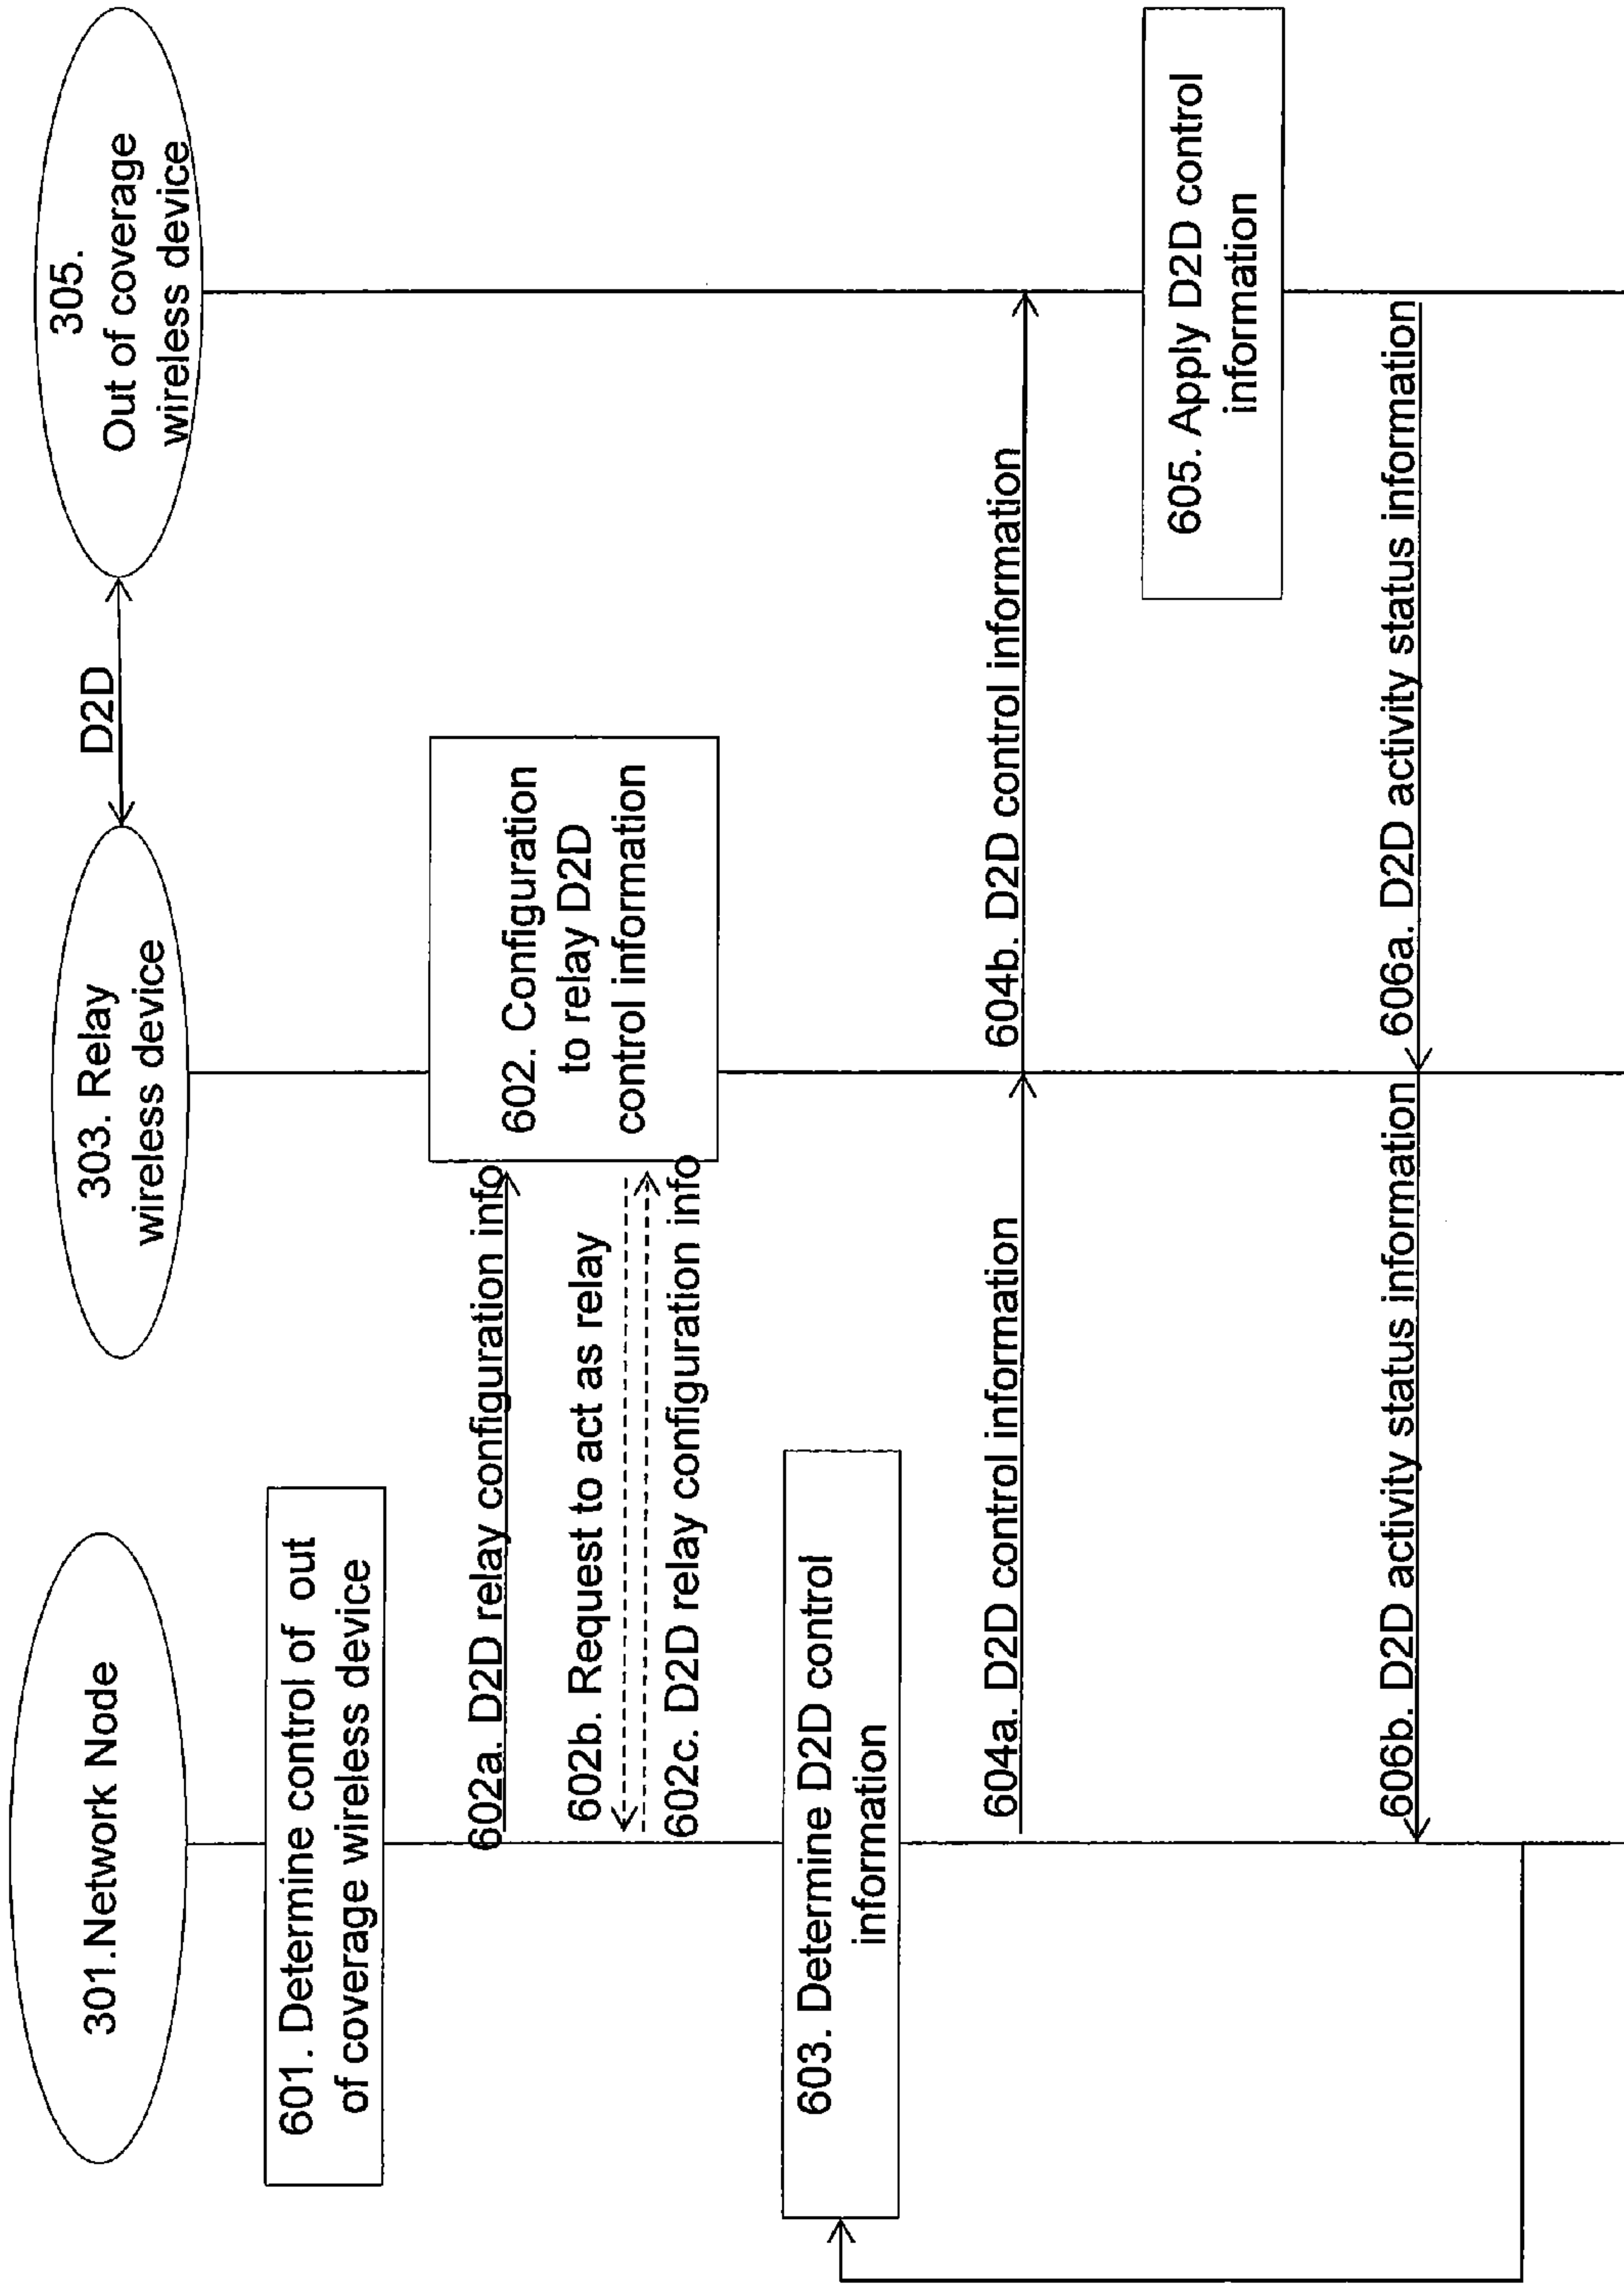 301.Network Node
303. Relay
wireless device
D2D
305.
Out of coverage
wireless device
601. Determine control of out
of coverage wireless device
602a. D2D relay configuration info
602. Configuration
to relay D2D
control information
602b. Request to act as relay
602c. D2D relay configuration info
603. Determine D2D control
information
604a. D2D control information
604b. D2D control information
605. Apply D2D control
information
606a. D2D activity status information
606b. D2D activity status information